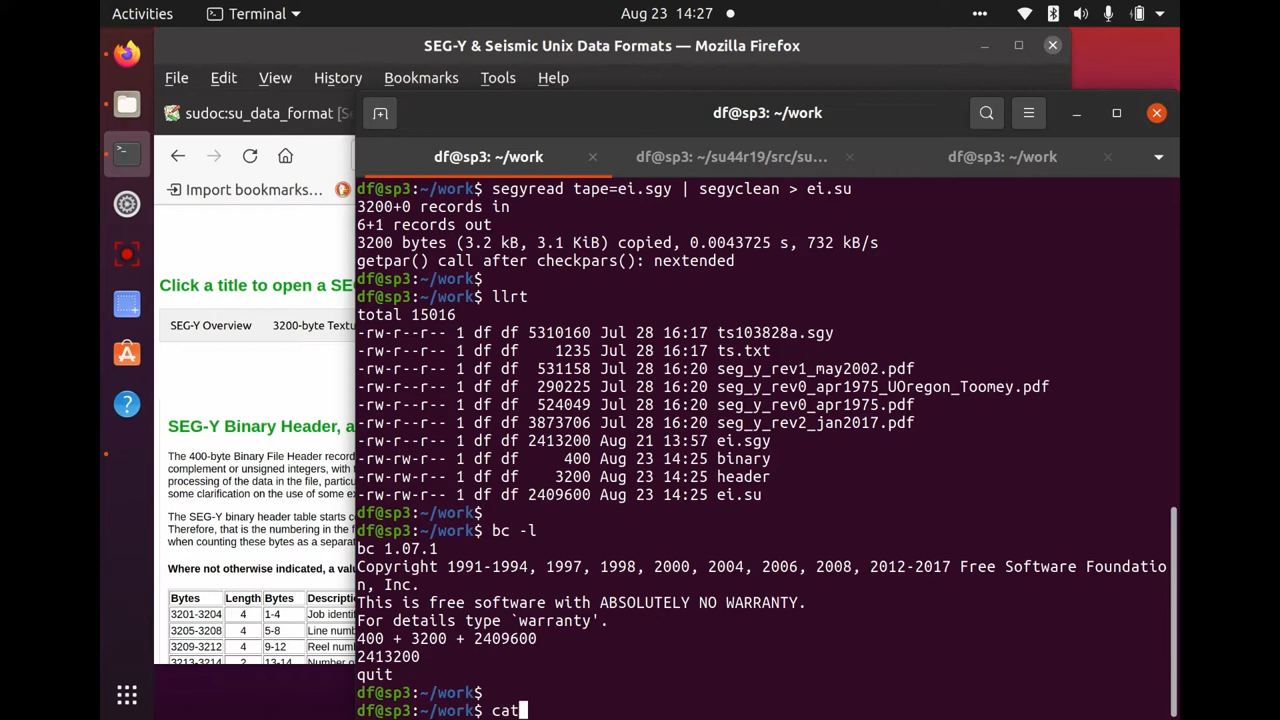 Activities
Terminal
Aug 23 14:27
SEG-Y & Seismic Unix Data Formats — Mozilla Firefox
File Edit View History Bookmarks Tools Help
sudoc:su_data_format [Se
df@sp3: ~/work
df@sp3: ~/work
df@sp3: ~/su44r19/src/su...
df@sp3: ~/work
Import bookmarks...
Click a title to open a SE
SEG-Y Overview 3200-byte Textu
SEG-Y Binary Header, a
The 400-byte Binary File Header record
complement or unsigned integers, with t
processing of the data in file, particu
some clarification on the use of some e
The SEG-Y binary header table starts c
Therefore, that is the numbering in the f
when counting these bytes as a separat
Where not otherwise indicated, a valu
Bytes Length Bytes Descripti
3201-3204 4 1-4 Job identi
3205-3208 4 5-8 Line numb
3209-3212 4 9-12 Reel numb
3213-3214 2 13-14 Number o
df@sp3:~/work$ segyread tape=ei.sgy | segyclean > ei.su
3200+0 records in
6+1 records out
3200 bytes (3.2 kB, 3.1 KiB) copied, 0.0043725 s, 732 kB/s
getpar() call after checkpars(): nextended
df@sp3:~/work$
df@sp3:~/work$ llrt
total 15016
-rw-r--r-- 1 df df 5310160 Jul 28 16:17 ts103828a.sgy
-rw-r--r-- 1 df df    1235 Jul 28 16:17 ts.txt
-rw-r--r-- 1 df df  531158 Jul 28 16:20 seg_y_rev1_may2002.pdf
-rw-r--r-- 1 df df  290225 Jul 28 16:20 seg_y_rev0_apr1975_UOregon_Toomey.pdf
-rw-r--r-- 1 df df  524049 Jul 28 16:20 seg_y_rev0_apr1975.pdf
-rw-r--r-- 1 df df 3873706 Jul 28 16:20 seg_y_rev2_jan2017.pdf
-rw-r--r-- 1 df df 2413200 Aug 21 13:57 ei.sgy
-rw-rw-r-- 1 df df     400 Aug 23 14:25 binary
-rw-rw-r-- 1 df df    3200 Aug 23 14:25 header
-rw-rw-r-- 1 df df 2409600 Aug 23 14:25 ei.su
df@sp3:~/work$
df@sp3:~/work$ bc -l
bc 1.07.1
Copyright 1991-1994, 1997, 1998, 2000, 2004, 2006, 2008, 2012-2017 Free Software Foundatio
n, Inc.
This is free software with ABSOLUTELY NO WARRANTY.
For details type `warranty'.
400 + 3200 + 2409600
2413200
quit
df@sp3:~/work$
df@sp3:~/work$ cat